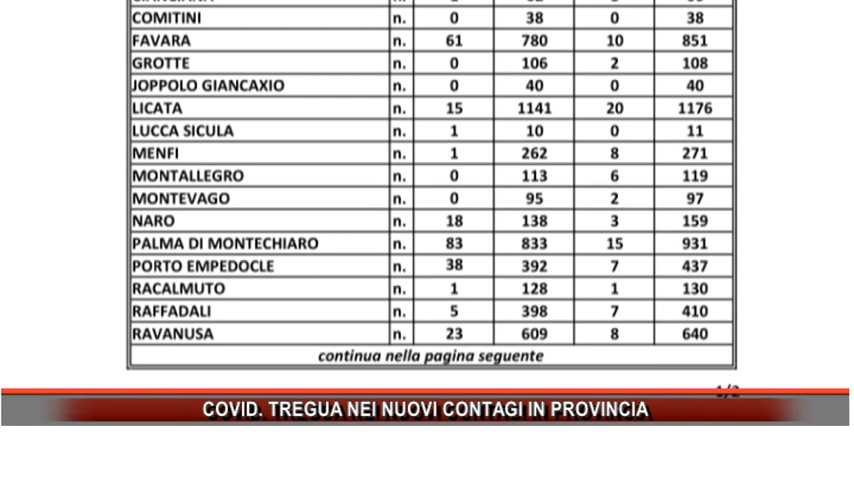 COMITINI n. 0 38 0 38
FAVARA n. 61 780 10 851
GROTTE n. 0 106 2 108
JOPPOLO GIANCAXIO n. 0 40 0 40
LICATA n. 15 1141 20 1176
LUCCA SICULA n. 1 10 0 11
MENFI n. 1 262 8 271
MONTALLEGRO n. 0 113 6 119
MONTEVAGO n. 0 95 2 97
NARO n. 18 138 3 159
PALMA DI MONTECHIARO n. 83 833 15 931
PORTO EMPEDOCLE n. 38 392 7 437
RACALMUTO n. 1 128 1 130
RAFFADALI n. 5 398 7 410
RAVANUSA n. 23 609 8 640
continua nella pagina seguente
1/2
COVID. TREGUA NEI NUOVI CONTAGI IN PROVINCIA